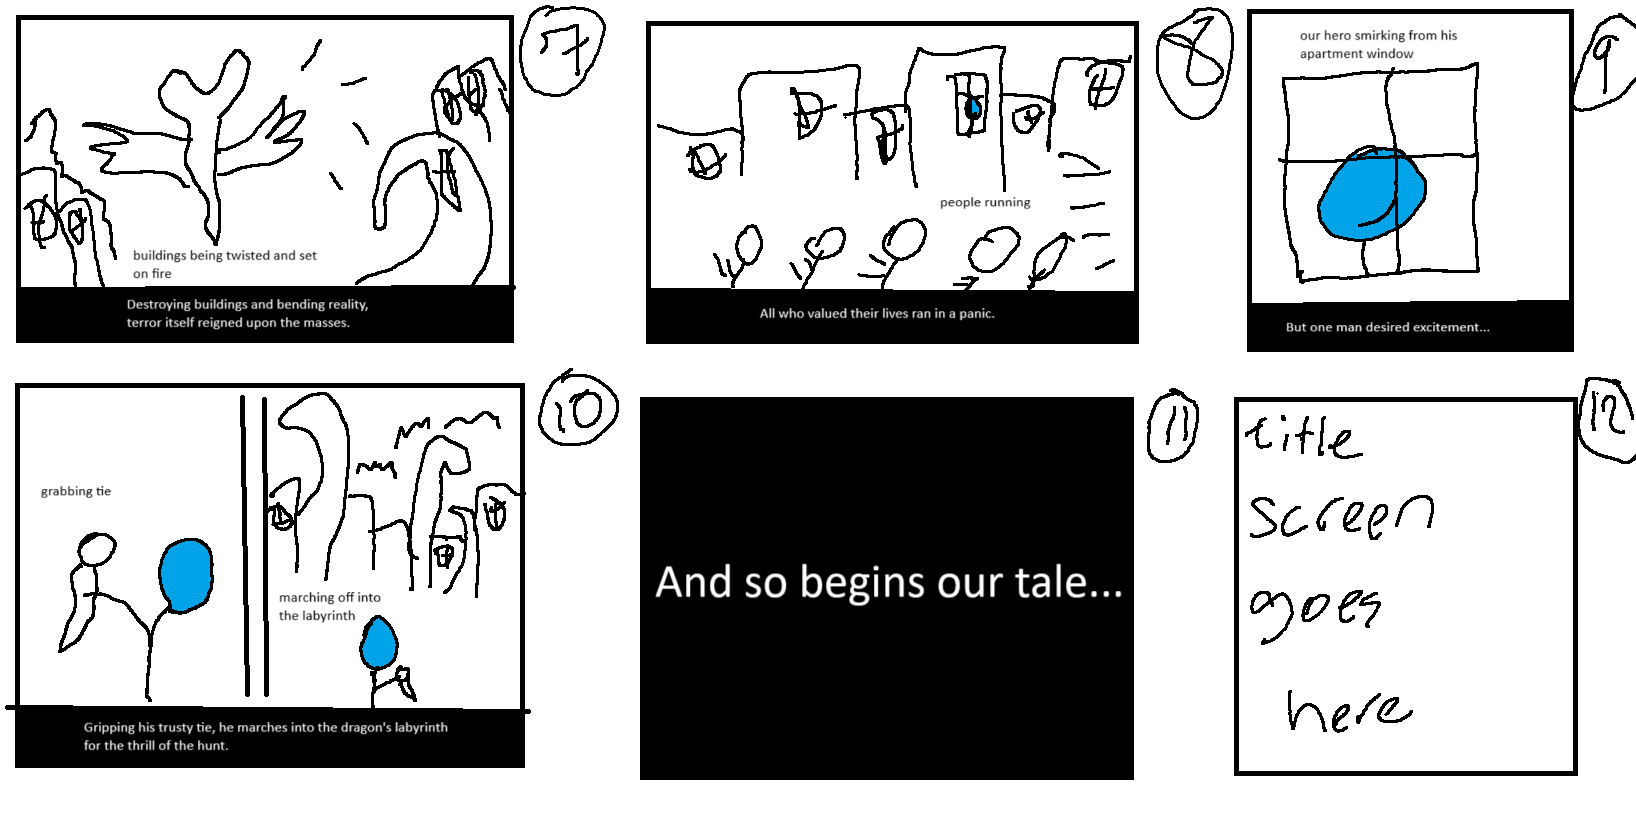 7
buildings being twisted and set
on fire
Destroying buildings and bending reality,
terror itself reigned upon the masses.
8
people running
All who valued their lives ran in a panic.
9
our hero smirking from his
apartment window
But one man desired excitement...
10
grabbing tie
marching off into
the labyrinth
Gripping his trusty tie, he marches into the dragon's labyrinth
for the thrill of the hunt.
11
And so begins our tale...
12
title
screen
goes
here